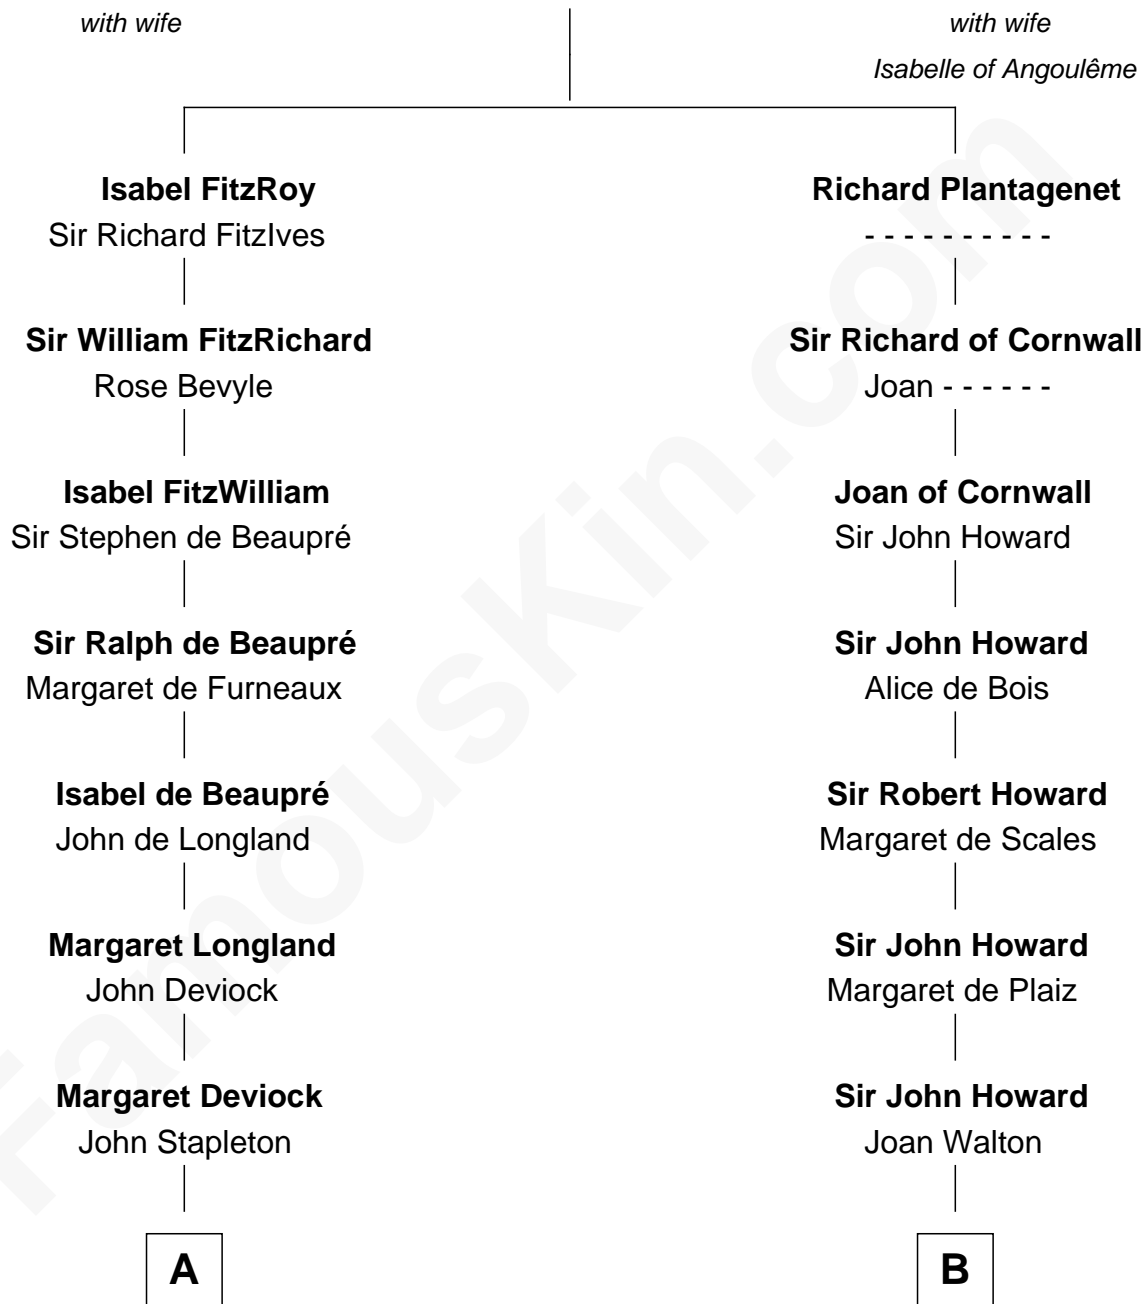 with wife
with wife
Isabelle of Angoulême
Isabel FitzRoy
Sir Richard FitzIves
Sir William FitzRichard
Rose Bevyle
Isabel FitzWilliam
Sir Stephen de Beaupré
Sir Ralph de Beaupré
Margaret de Furneaux
Isabel de Beaupré
John de Longland
Margaret Longland
John Deviock
Margaret Deviock
John Stapleton
A
Richard Plantagenet
- - - - - - - - - -
Sir Richard of Cornwall
Joan - - - - - -
Joan of Cornwall
Sir John Howard
Sir John Howard
Alice de Bois
Sir Robert Howard
Margaret de Scales
Sir John Howard
Margaret de Plaiz
Sir John Howard
Joan Walton
B
FamousKin.com